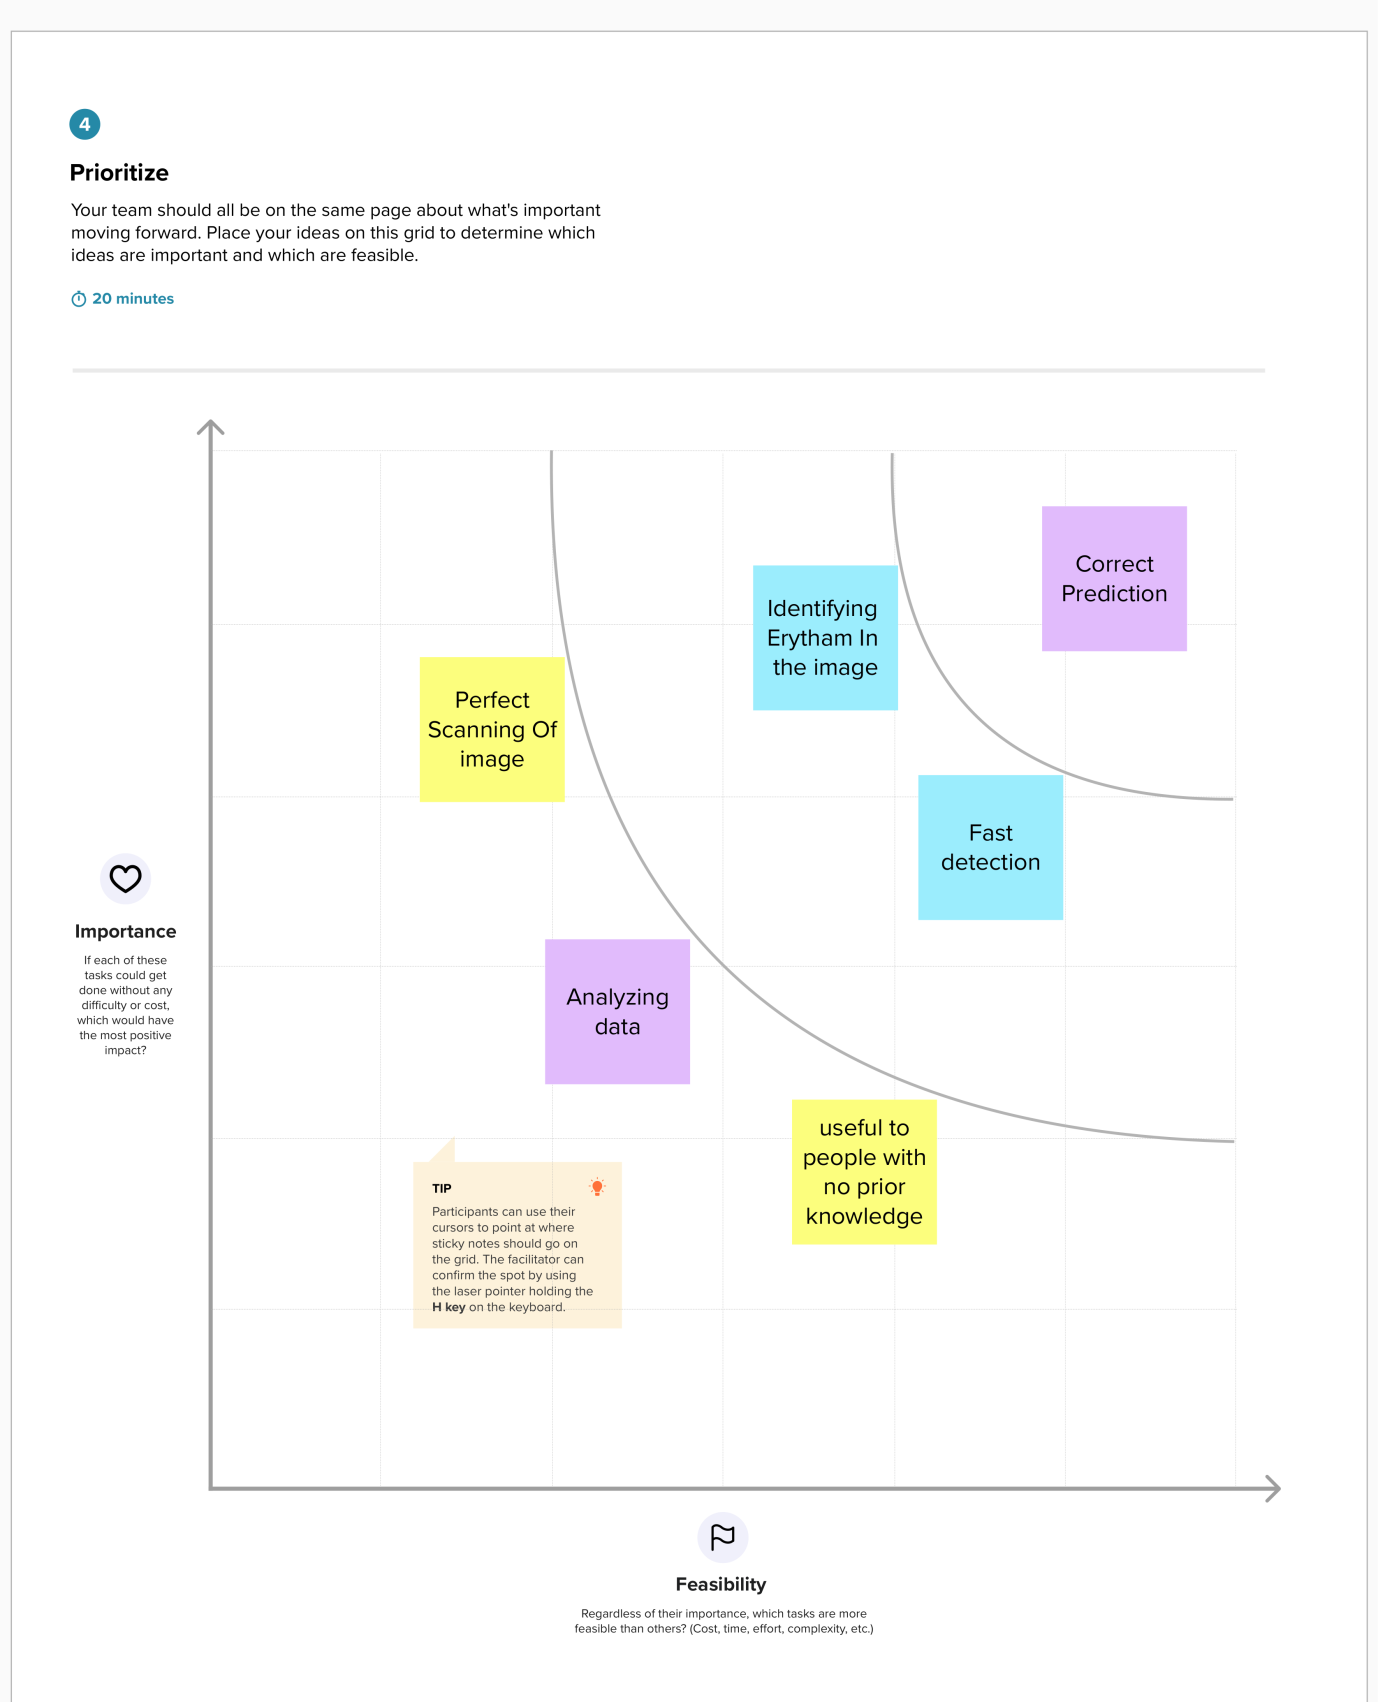 4
Prioritize
Your team should all be on the same page about what's important
moving forward. Place your ideas on this grid to determine which
ideas are important and which are feasible.
20 minutes
Correct
Prediction
Identifying
Erytham In
the image
Perfect
Scanning Of
image
Fast
detection
Importance
If each of these
tasks could get
done without any
difficulty or cost,
which would have
the most positive
impact?
Analyzing
data
useful to
people with
no prior
knowledge
TIP
Participants can use their
cursors to point at where
sticky notes should go on
the grid. The facilitator can
confirm the spot by using
the laser pointer holding the
H key on the keyboard.
Feasibility
Regardless of their importance, which tasks are more
feasible than others? (Cost, time, effort, complexity, etc.)